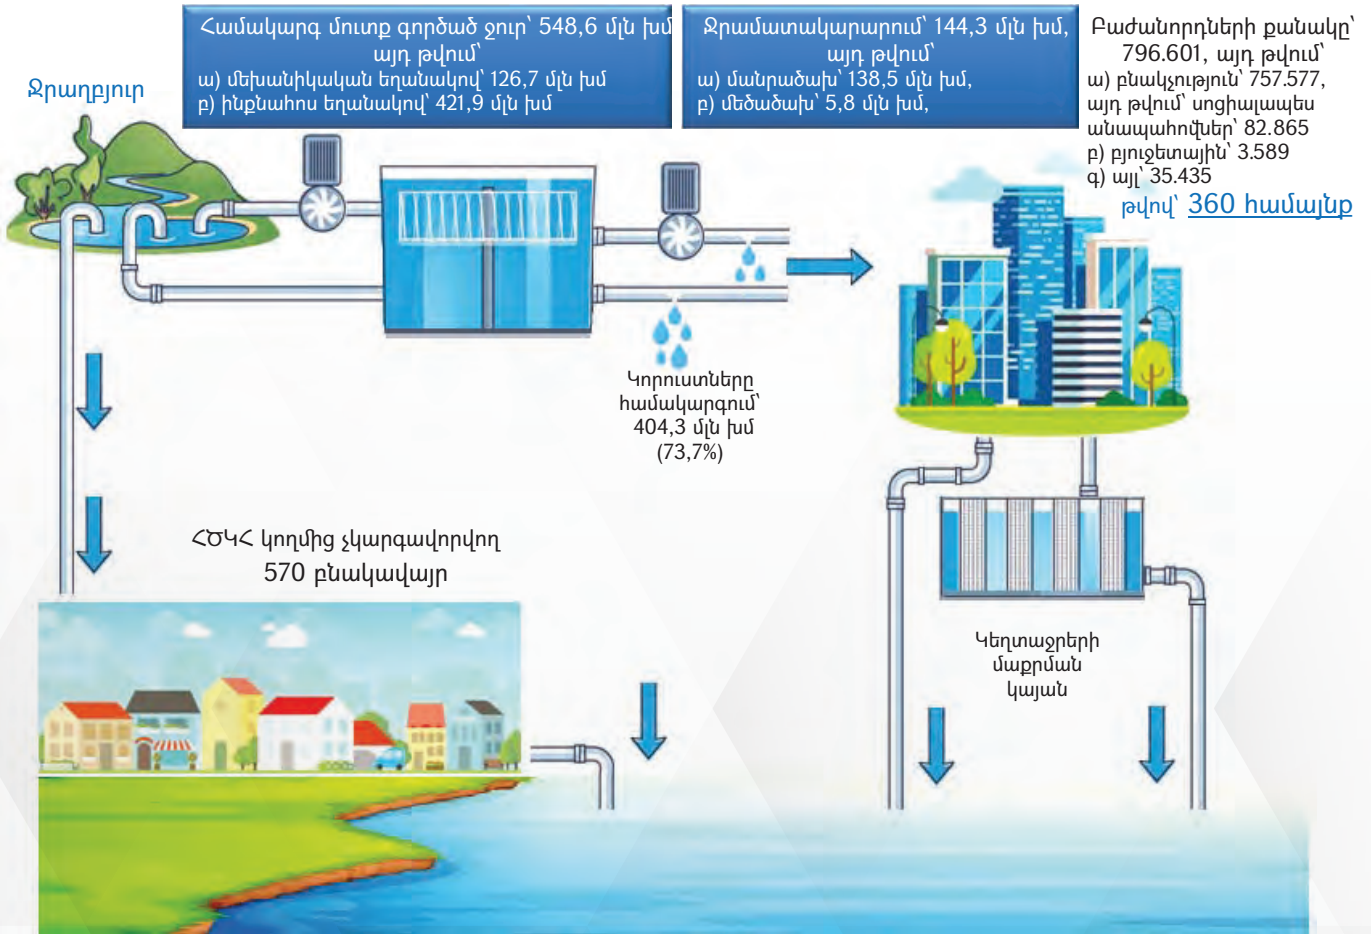 Համակարգ մուտք գործած ջուր՝ 548,6 մլն խմ
այդ թվում՝
ա) մեխանիկական եղանակով՝ 126,7 մլն խմ
բ) ինքնահոս եղանակով՝ 421,9 մլն խմ
Ջրամատակարարում՝ 144,3 մլն խմ,
այդ թվում՝
ա) մանրածախ՝ 138,5 մլն խմ,
բ) մեծածախ՝ 5,8 մլն խմ,
Բաժանորդների քանակը՝
796.601, այդ թվում՝
ա) բնակչություն՝ 757.577,
այդ թվում՝ սոցիալապես
անապահովներ՝ 82.865
բ) բյուջետային՝ 3.589
գ) այլ՝ 35.435
թվով՝ 360 համայնք
Ջրաղբյուր
Կորուստները
համակարգում՝
404,3 մլն խմ
(73,7%)
ՀԾԿՀ կողմից չկարգավորվող
570 բնակավայր
Կեղտաջրերի
մաքրման
կայան